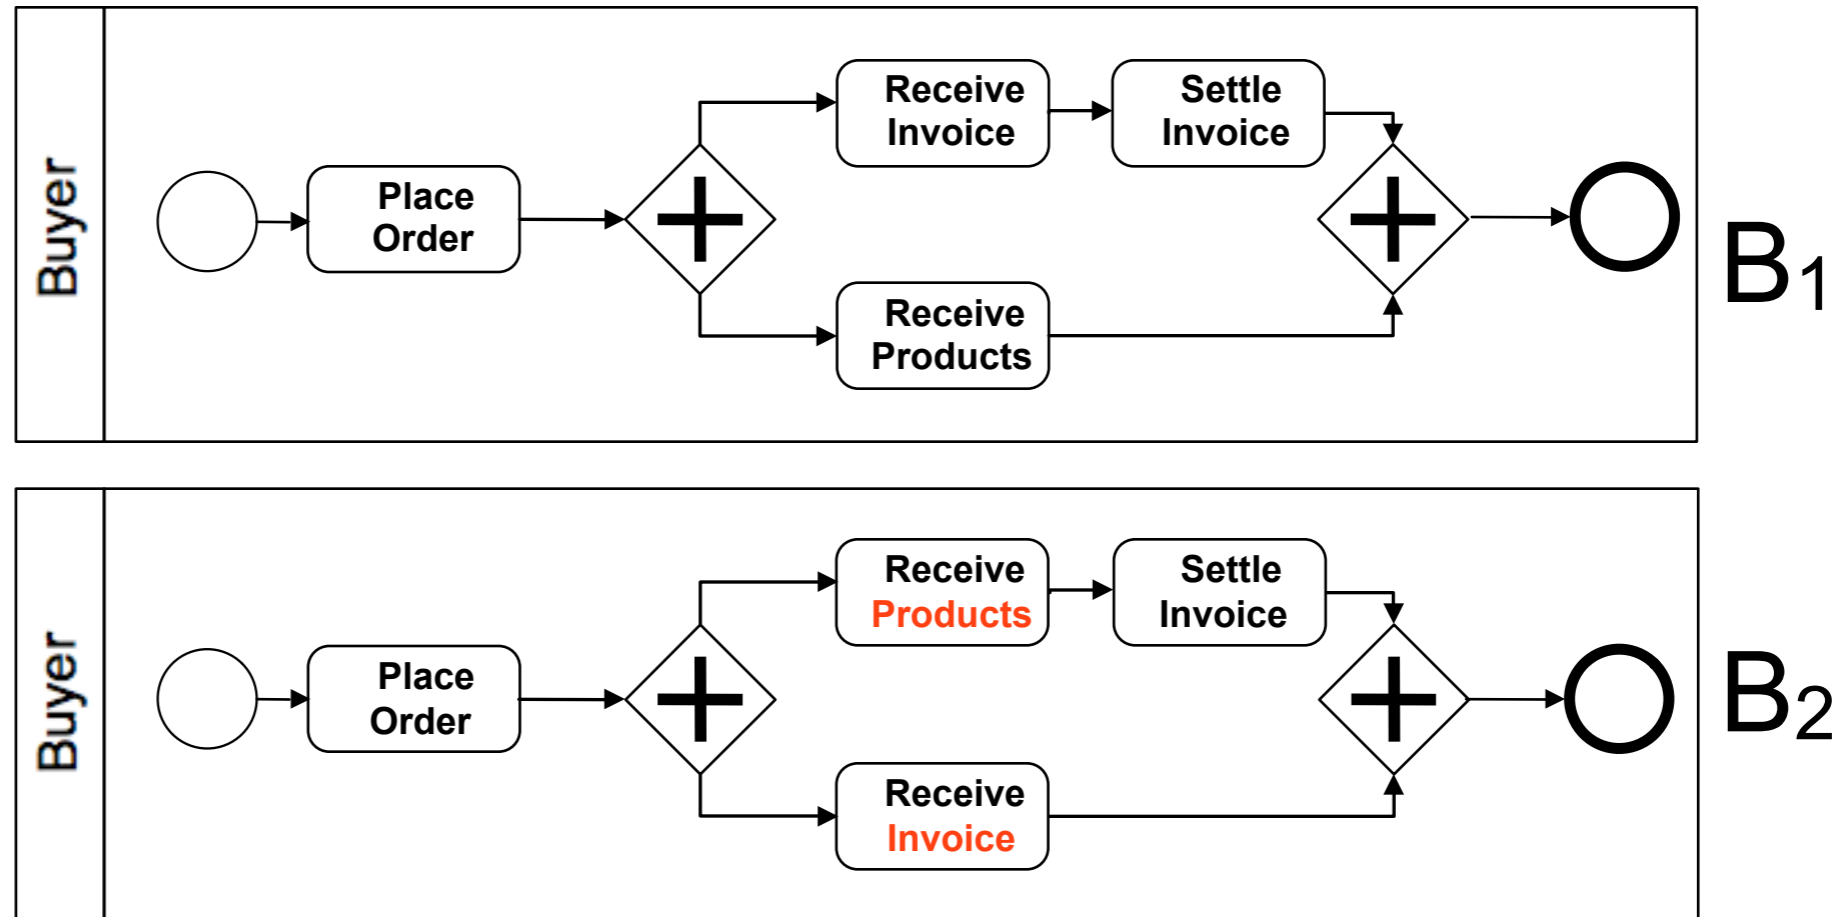 Buyer
Place
Order
Receive
Invoice
Settle
Invoice
Receive
Products
B1
Buyer
Place
Order
Receive
Products
Settle
Invoice
Receive
Invoice
B2